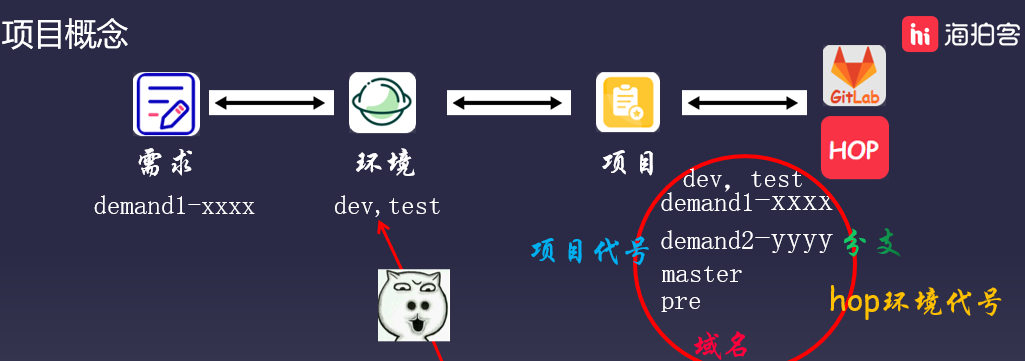 项目概念
hi 海拍客
GitLab
HOP
需求
环境
项目
demand1-xxxx
dev,test
dev, test
demand1-xxxx
项目代号
demand2-yyyy
分支
master
pre
hop环境代号
域名